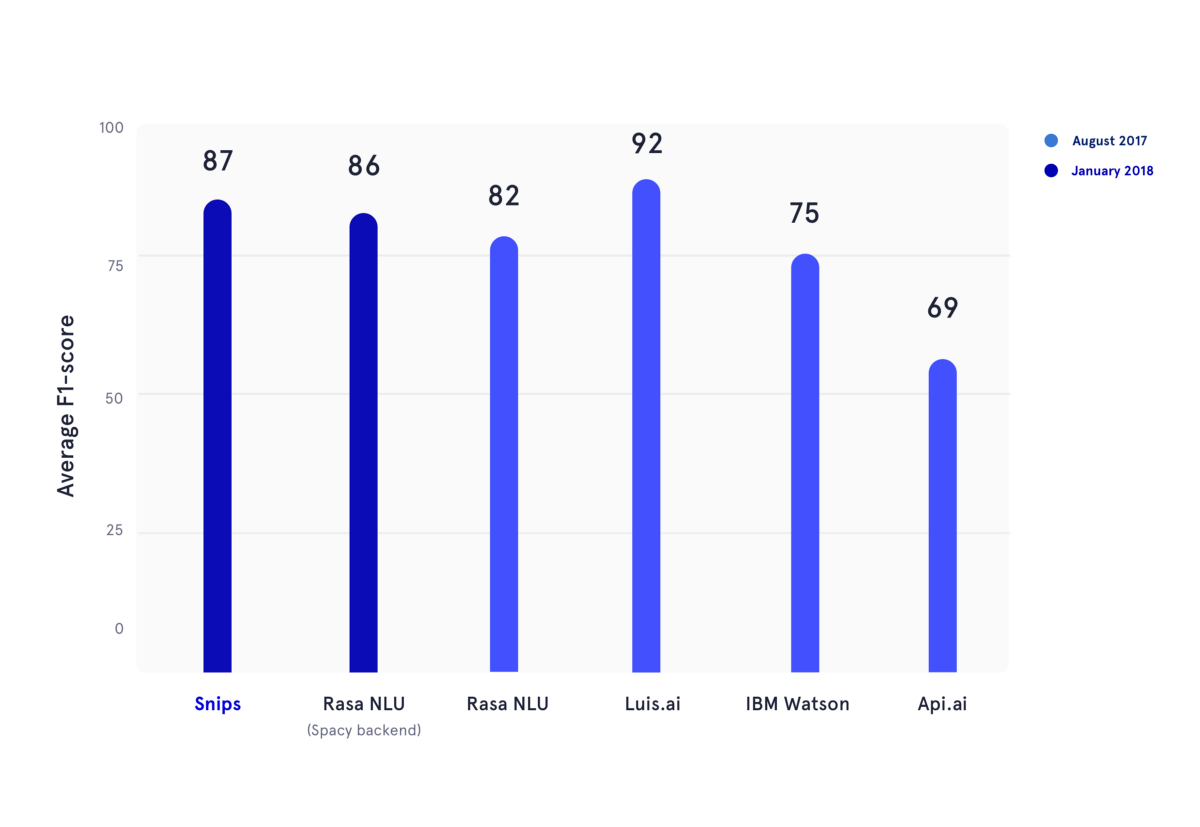 100
75
50
25
0
Average F1-score
87
86
82
92
75
69
Snips
Rasa NLU
(Spacy backend)
Rasa NLU
Luis.ai
IBM Watson
Api.ai
August 2017
January 2018